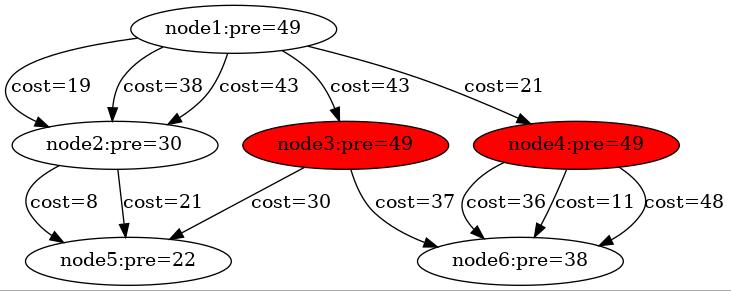 node1:pre=49
cost=19
cost=38
cost=43
cost=43
cost=21
node2:pre=30
node3:pre=49
node4:pre=49
cost=8
cost=21
cost=30
cost=37
cost=36
cost=11
cost=48
node5:pre=22
node6:pre=38